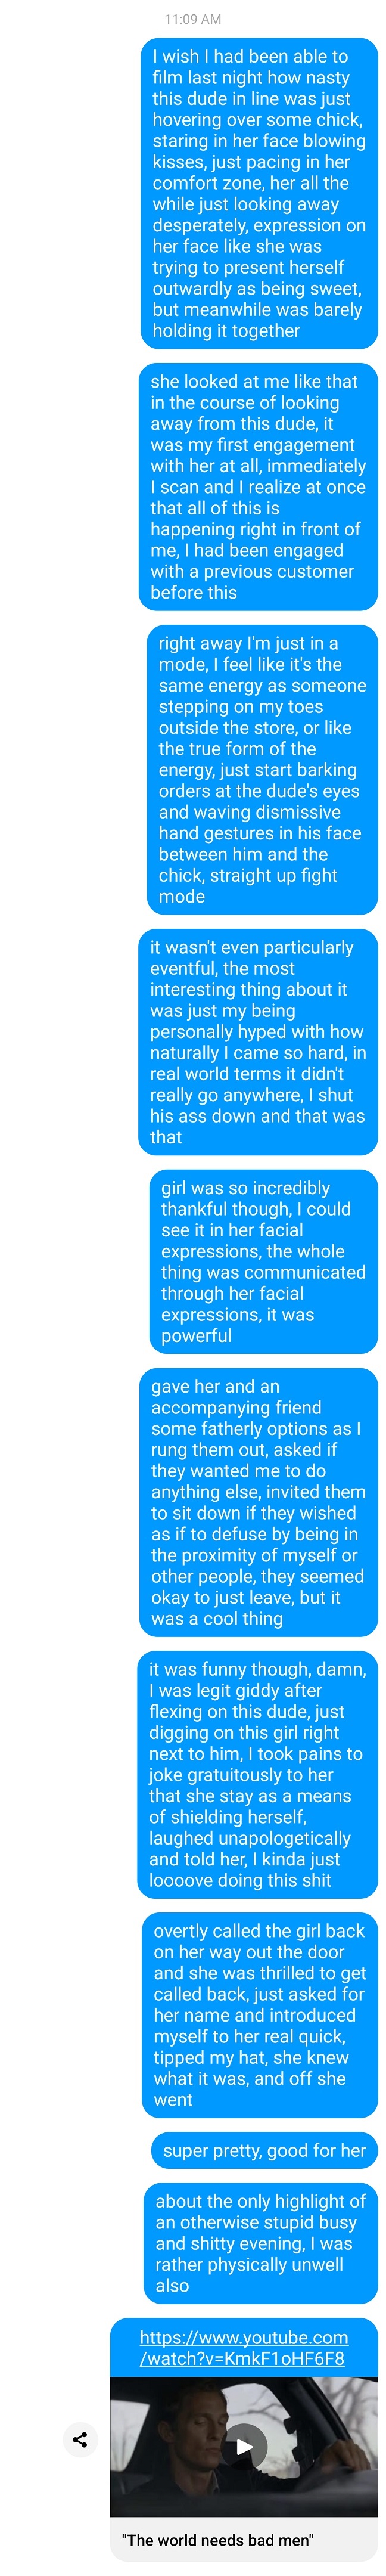 11:09 AM
I wish I had been able to
film last night how nasty
this dude in line was just
hovering over some chick,
staring in her face blowing
kisses, just pacing in her
comfort zone, her all the
while just looking away
desperately, expression on
her face like she was
trying to present herself
outwardly as being sweet,
but meanwhile was barely
holding it together
she looked at me like that
in the course of looking
away from this dude, it
was my first engagement
with her at all, immediately
I scan and I realize at once
that all of this is
happening right in front of
me, I had been engaged
with a previous customer
before this
right away I'm just in a
mode, I feel like it's the
same energy as someone
stepping on my toes
outside the store, or like
the true form of the
energy, just start barking
orders at the dude's eyes
and waving dismissive
hand gestures in his face
between him and the
chick, straight up fight
mode
it wasn't even particularly
eventful, the most
interesting thing about it
was just my being
personally hyped with how
naturally I came so hard, in
real world terms it didn't
really go anywhere, I shut
his ass down and that was
that
girl was so incredibly
thankful though, I could
see it in her facial
expressions, the whole
thing was communicated
through her facial
expressions, it was
powerful
gave her and an
accompanying friend
some fatherly options as I
rung them out, asked if
they wanted me to do
anything else, invited them
to sit down if they wished
as if to defuse by being in
the proximity of myself or
other people, they seemed
okay to just leave, but it
was a cool thing
it was funny though, damn,
I was legit giddy after
flexing on this dude, just
digging on this girl right
next to him, I took pains to
joke gratuitously to her
that she stay as a means
of shielding herself,
laughed unapologetically
and told her, I kinda just
loooove doing this shit
overtly called the girl back
on her way out the door
and she was thrilled to get
called back, just asked for
her name and introduced
myself to her real quick,
tipped my hat, she knew
what it was, and off she
went
super pretty, good for her
about the only highlight of
an otherwise stupid busy
and shitty evening, I was
rather physically unwell
also
https://www.youtube.com
/watch?v=KmkF1oHF6F8
"The world needs bad men"